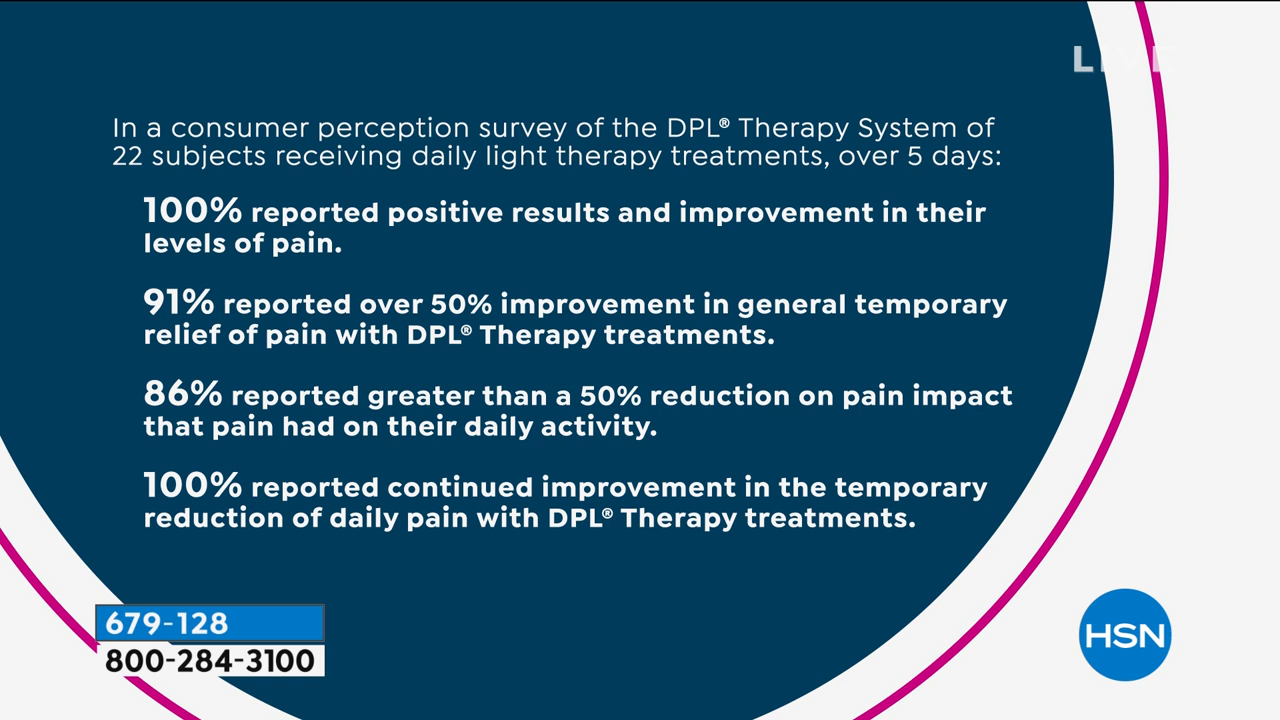 LIVE
In a consumer perception survey of the DPL® Therapy System of
22 subjects receiving daily light therapy treatments, over 5 days:
100% reported positive results and improvement in their
levels of pain.
91% reported over 50% improvement in general temporary
relief of pain with DPL® Therapy treatments.
86% reported greater than a 50% reduction on pain impact
that pain had on their daily activity.
100% reported continued improvement in the temporary
reduction of daily pain with DPL® Therapy treatments.
679-128
800-284-3100
HSN